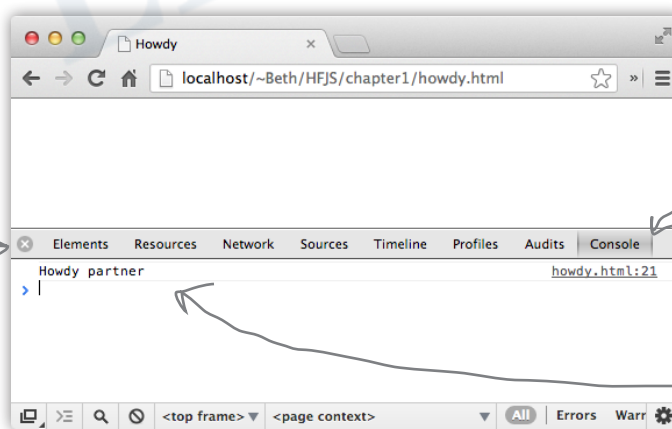 Howdy
localhost/~Beth/HFJS/chapter1/howdy.html
Elements Resources Network Sources Timeline Profiles Audits Console
Howdy partner howdy.html:21
<top frame> <page context> All Errors Warr